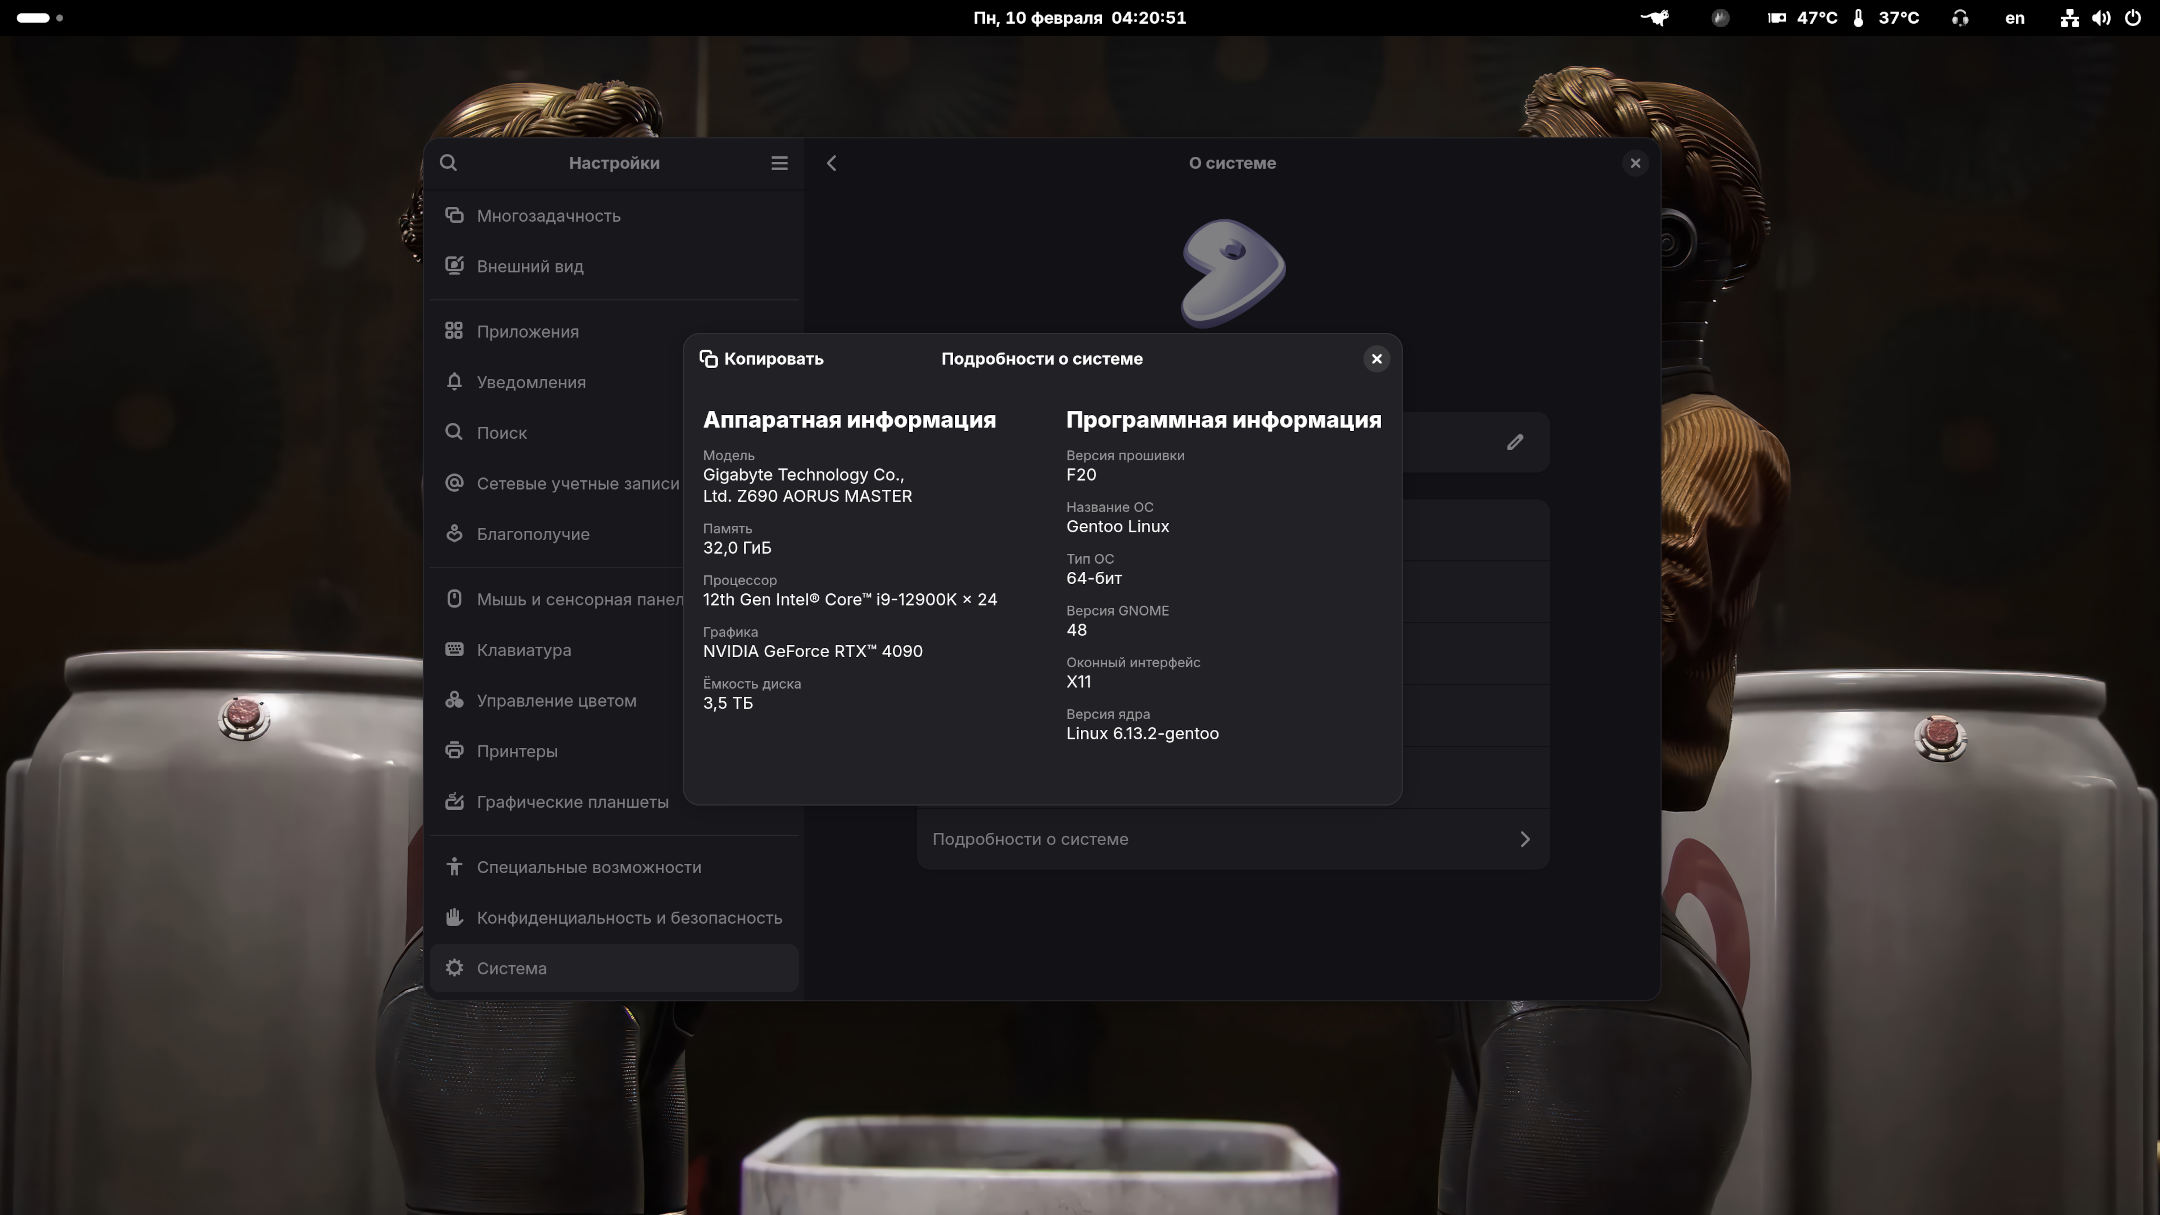 Пн, 10 февраля 04:20:51
47°C
37°C
en
Настройки
Многозадачность
Внешний вид
Приложения
Уведомления
Поиск
Сетевые учетные записи
Благополучие
Мышь и сенсорная панел
Клавиатура
Управление цветом
Принтеры
Графические планшеты
Специальные возможности
Конфиденциальность и безопасность
Система
О системе
Копировать
Подробности о системе
Аппаратная информация
Модель
Gigabyte Technology Co.,
Ltd. Z690 AORUS MASTER
Память
32,0 ГиБ
Процессор
12th Gen Intel® Core™ i9-12900K × 24
Графика
NVIDIA GeForce RTX™ 4090
Ёмкость диска
3,5 ТБ
Программная информация
Версия прошивки
F20
Название ОС
Gentoo Linux
Тип ОС
64-бит
Версия GNOME
48
Оконный интерфейс
X11
Версия ядра
Linux 6.13.2-gentoo
Подробности о системе